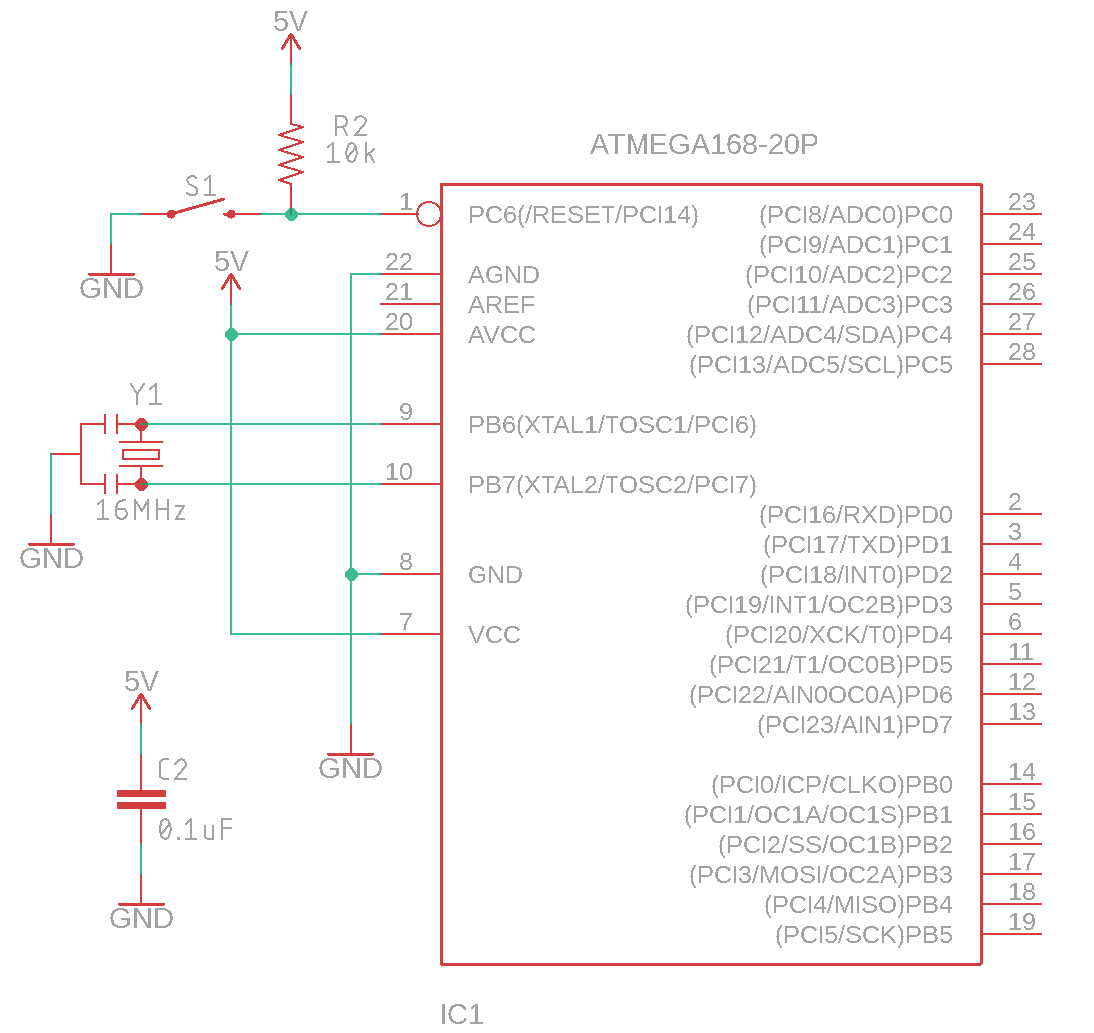 5V
R2
10k
ATMEGA168-20P
S1
1
PC6(/RESET/PCI14)
(PCI8/ADC0)PC0
23
(PCI9/ADC1)PC1
24
GND
5V
22
AGND
(PCI10/ADC2)PC2
25
21
AREF
(PCI11/ADC3)PC3
26
20
AVCC
(PCI12/ADC4/SDA)PC4
27
(PCI13/ADC5/SCL)PC5
28
Y1
9
PB6(XTAL1/TOSC1/PCI6)
10
PB7(XTAL2/TOSC2/PCI7)
16MHz
(PCI16/RXD)PD0
2
GND
(PCI17/TXD)PD1
3
8
GND
(PCI18/INT0)PD2
4
(PCI19/INT1/OC2B)PD3
5
7
VCC
(PCI20/XCK/T0)PD4
6
(PCI21/T1/OC0B)PD5
11
5V
(PCI22/AIN0OC0A)PD6
12
(PCI23/AIN1)PD7
13
GND
C2
0.1uF
(PCI0/ICP/CLKO)PB0
14
(PCI1/OC1A/OC1S)PB1
15
(PCI2/SS/OC1B)PB2
16
(PCI3/MOSI/OC2A)PB3
17
(PCI4/MISO)PB4
18
GND
(PCI5/SCK)PB5
19
IC1